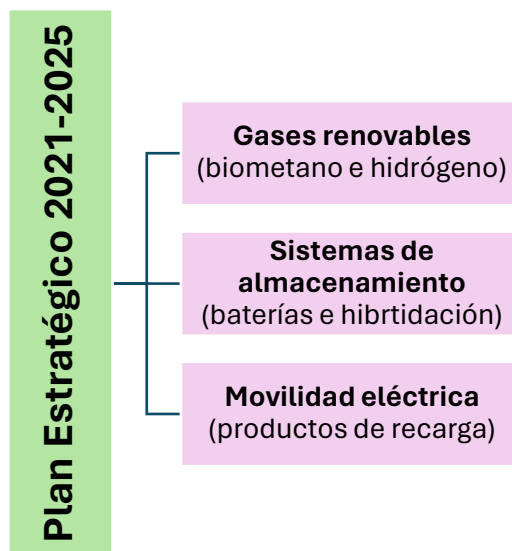 Plan Estratégico 2021-2025
Gases renovables
(biometano e hidrógeno)
Sistemas de
almacenamiento
(baterías e hibrtidación)
Movilidad eléctrica
(productos de recarga)